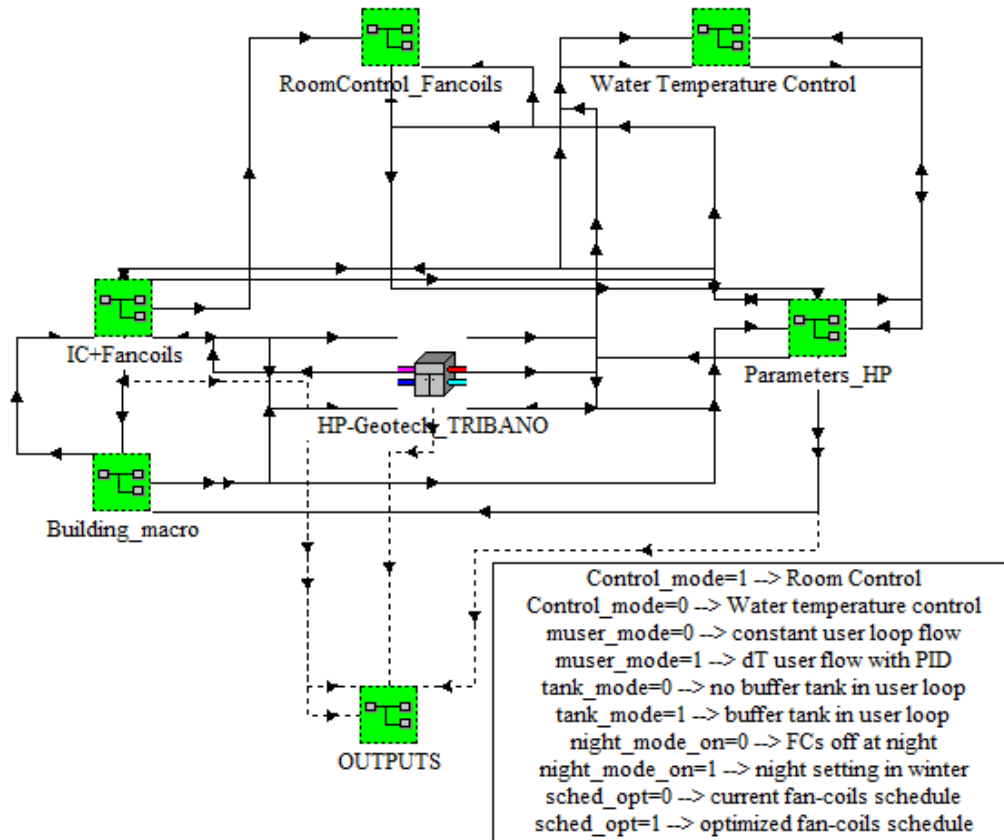 RoomControl_Fancoils
Water Temperature Control
IC+Fancoils
Parameters_HP
HP-Geotech_TRIBANO
Building_macro
Control_mode=1 --> Room Control
Control_mode=0 --> Water temperature control
muser_mode=0 --> constant user loop flow
muser_mode=1 --> dT user flow with PID
tank_mode=0 --> no buffer tank in user loop
tank_mode=1 --> buffer tank in user loop
night_mode_on=0 --> FCs off at night
night_mode_on=1 --> night setting in winter
sched_opt=0 --> current fan-coils schedule
sched_opt=1 --> optimized fan-coils schedule
OUTPUTS